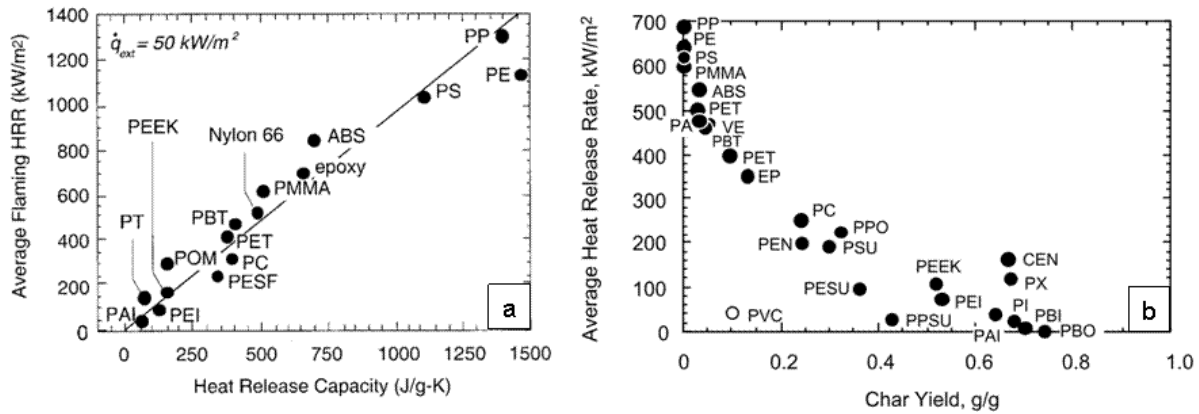 Average Flaming HRR (kW/m2)
1400
1200
1000
800
600
400
200
0
q̇ext = 50 kW/m²
PP
PE
PS
PEEK
Nylon 66
ABS
epoxy
PMMA
PT
PBT
PET
POM
PC
PESF
PAI
PEI
a
0 250 500 750 1000 1250 1500
Heat Release Capacity (J/g-K)
Average Heat Release Rate, kW/m²
700
600
500
400
300
200
100
0
PP
PE
PS
PMMA
ABS
PET
PA
VE
PBT
PET
EP
PC
PPO
PEN
PSU
CEN
PEEK
PX
PESU
PEI
PI
PVC
PPSU
PBI
PAI
PBO
b
0 0.2 0.4 0.6 0.8 1.0
Char Yield, g/g